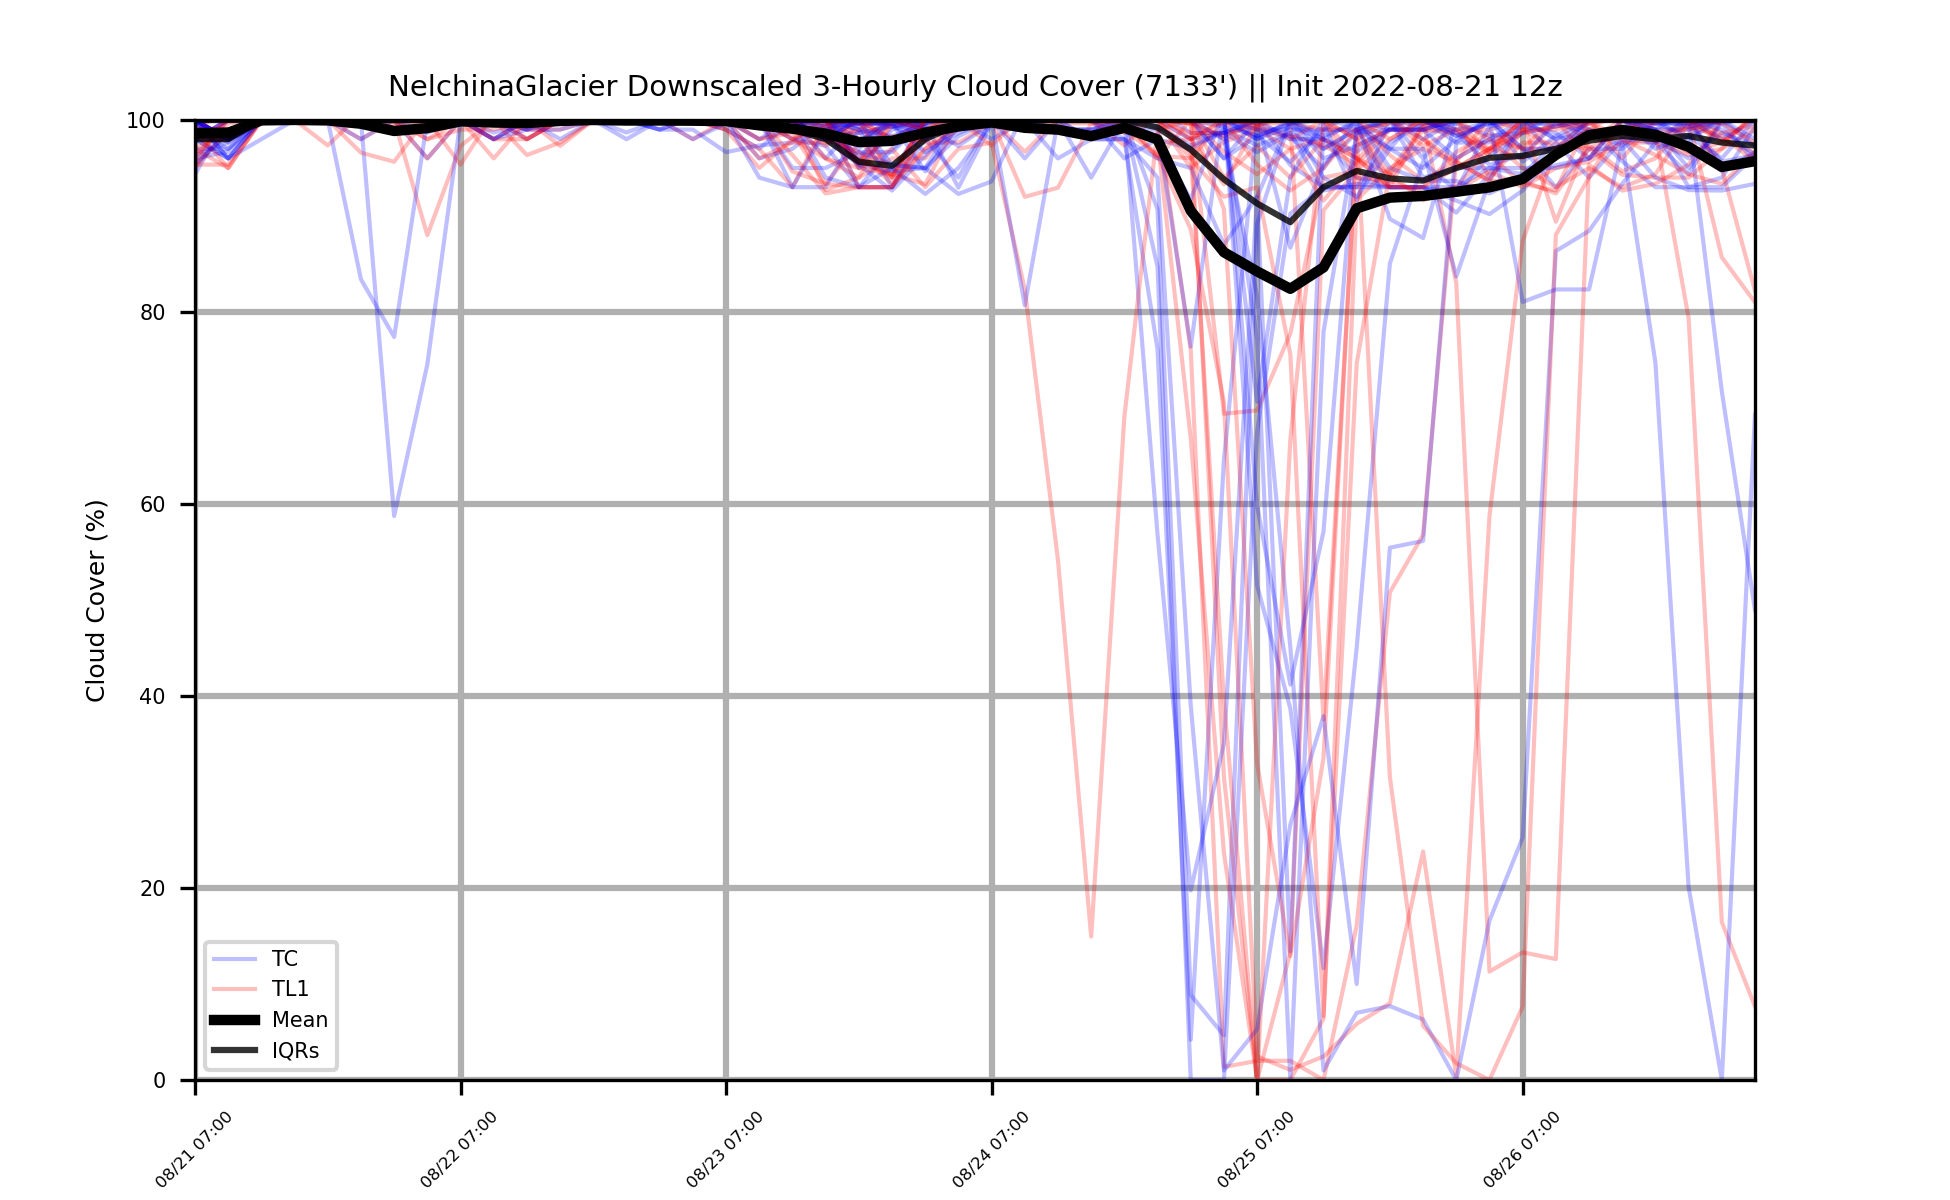 NelchinaGlacier Downscaled 3-Hourly Cloud Cover (7133') || Init 2022-08-21 12z
Cloud Cover (%)
100
80
60
40
20
0
TC
TL1
Mean
IQRs
08/21 07:00
08/22 07:00
08/23 07:00
08/24 07:00
08/25 07:00
08/26 07:00